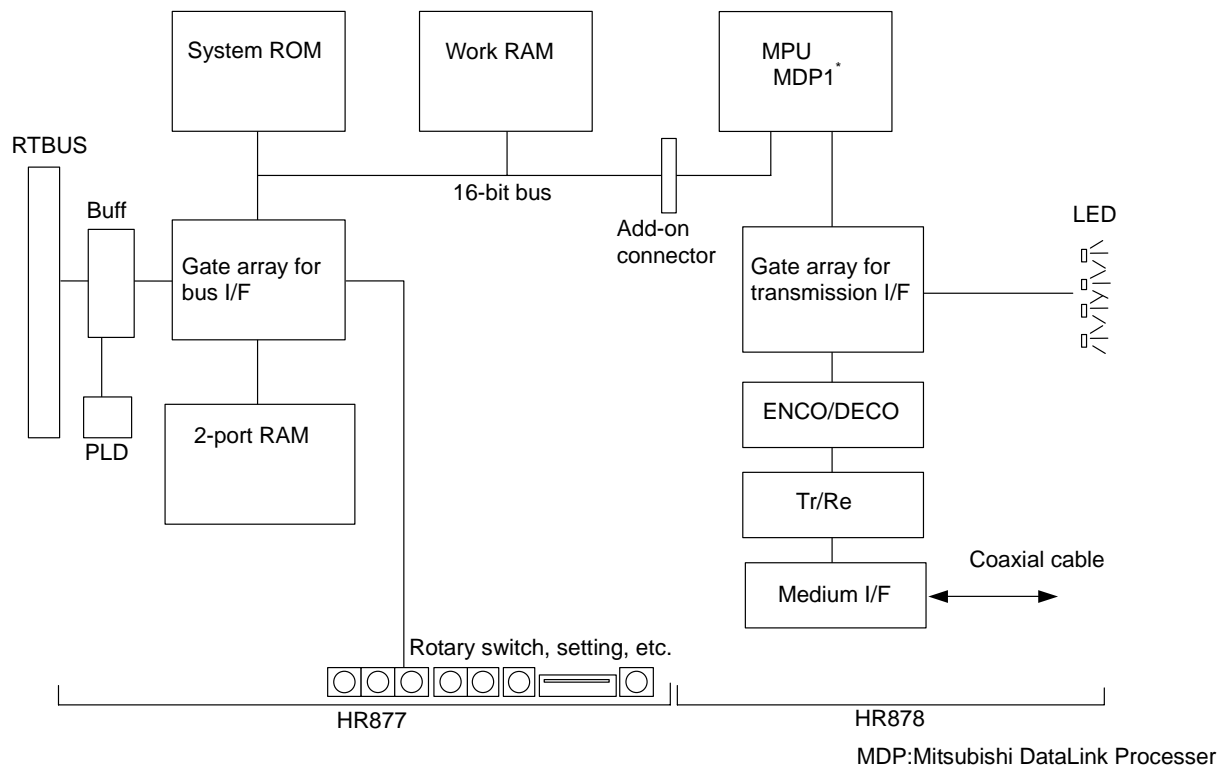 System ROM
Work RAM
MPU
MDP1*
RTBUS
16-bit bus
Buff
Add-on
connector
LED
Gate array for
bus I/F
Gate array for
transmission I/F
ENCO/DECO
2-port RAM
PLD
Tr/Re
Coaxial cable
Medium I/F
Rotary switch, setting, etc.
HR877
HR878
MDP:Mitsubishi DataLink Processer